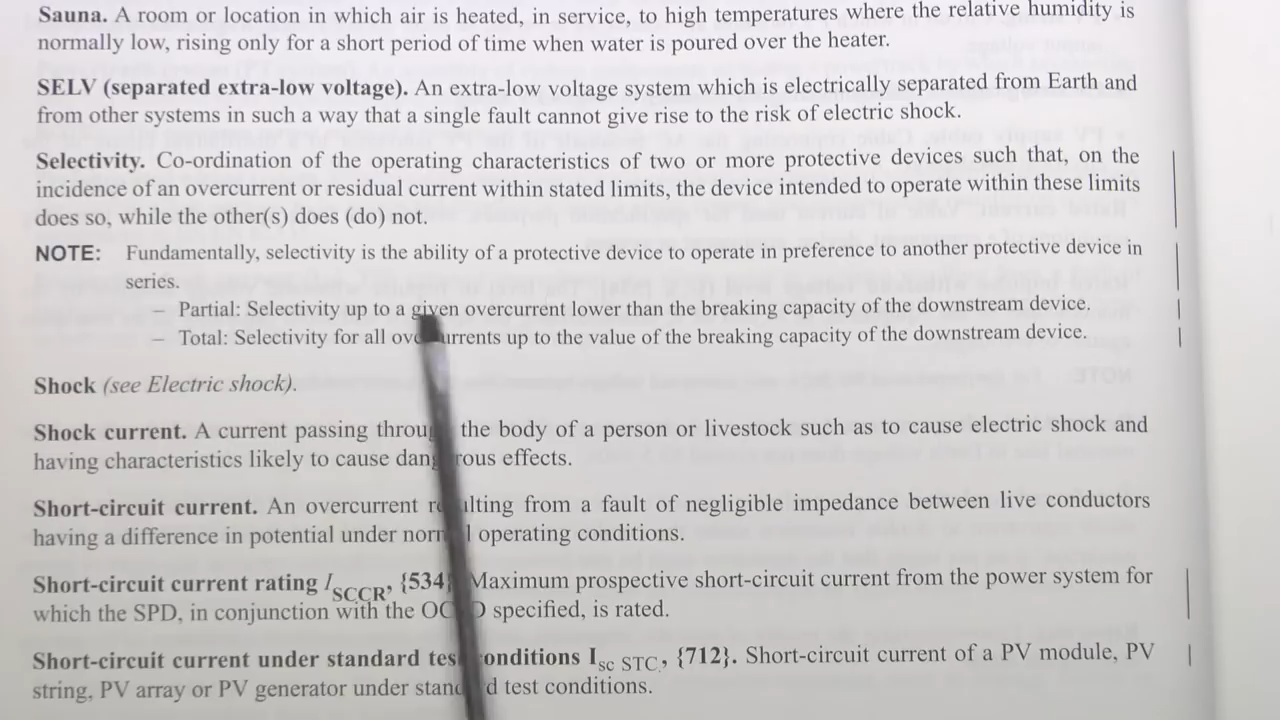 Sauna. A room or location in which air is heated, in service, to high temperatures where the relative humidity is
normally low, rising only for a short period of time when water is poured over the heater.
SELV (separated extra-low voltage). An extra-low voltage system which is electrically separated from Earth and
from other systems in such a way that a single fault cannot give rise to the risk of electric shock.
Selectivity. Co-ordination of the operating characteristics of two or more protective devices such that, on the
incidence of an overcurrent or residual current within stated limits, the device intended to operate within these limits
does so, while the other(s) does (do) not.
NOTE: Fundamentally, selectivity is the ability of a protective device to operate in preference to another protective device in
series.
– Partial: Selectivity up to a given overcurrent lower than the breaking capacity of the downstream device.
– Total: Selectivity for all overcurrents up to the value of the breaking capacity of the downstream device.
Shock (see Electric shock).
Shock current. A current passing through the body of a person or livestock such as to cause electric shock and
having characteristics likely to cause dangerous effects.
Short-circuit current. An overcurrent resulting from a fault of negligible impedance between live conductors
having a difference in potential under normal operating conditions.
Short-circuit current rating I SCCR, {534} Maximum prospective short-circuit current from the power system for
which the SPD, in conjunction with the OCPD specified, is rated.
Short-circuit current under standard test conditions I sc STC, {712}. Short-circuit current of a PV module, PV
string, PV array or PV generator under standard test conditions.